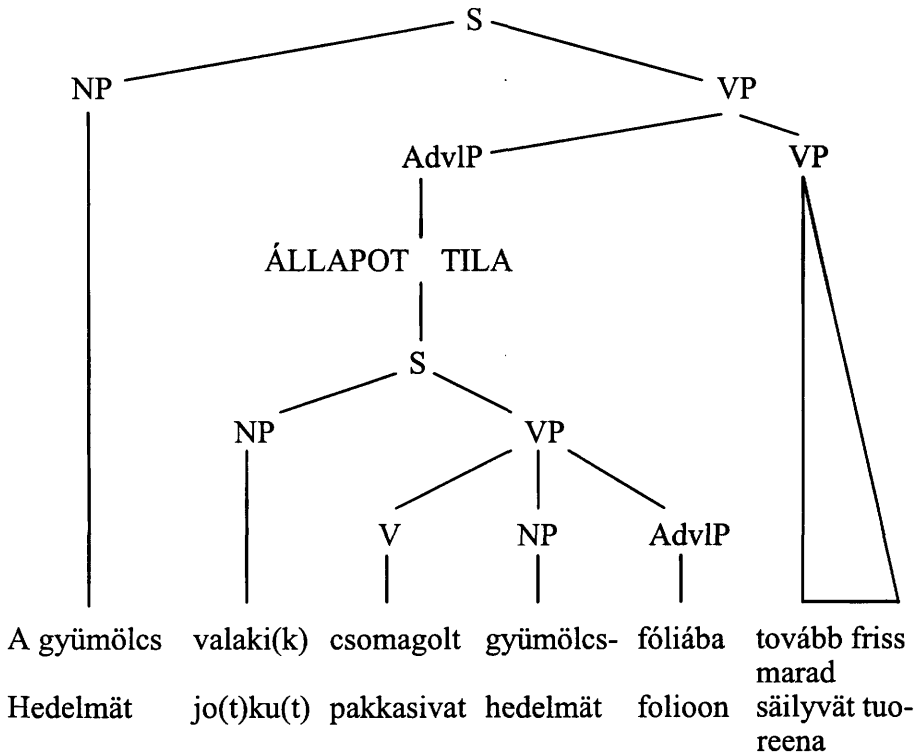 S
NP VP
AdvlP VP
ÁLLAPOT TILA
S
NP VP
V NP AdvlP
A gyümölcs valaki(k) csomagolt gyümölcs- fóliába tovább friss
marad
Hedelmät jo(t)ku(t) pakkasivat hedelmät folioon säilyvät tuo-
reena